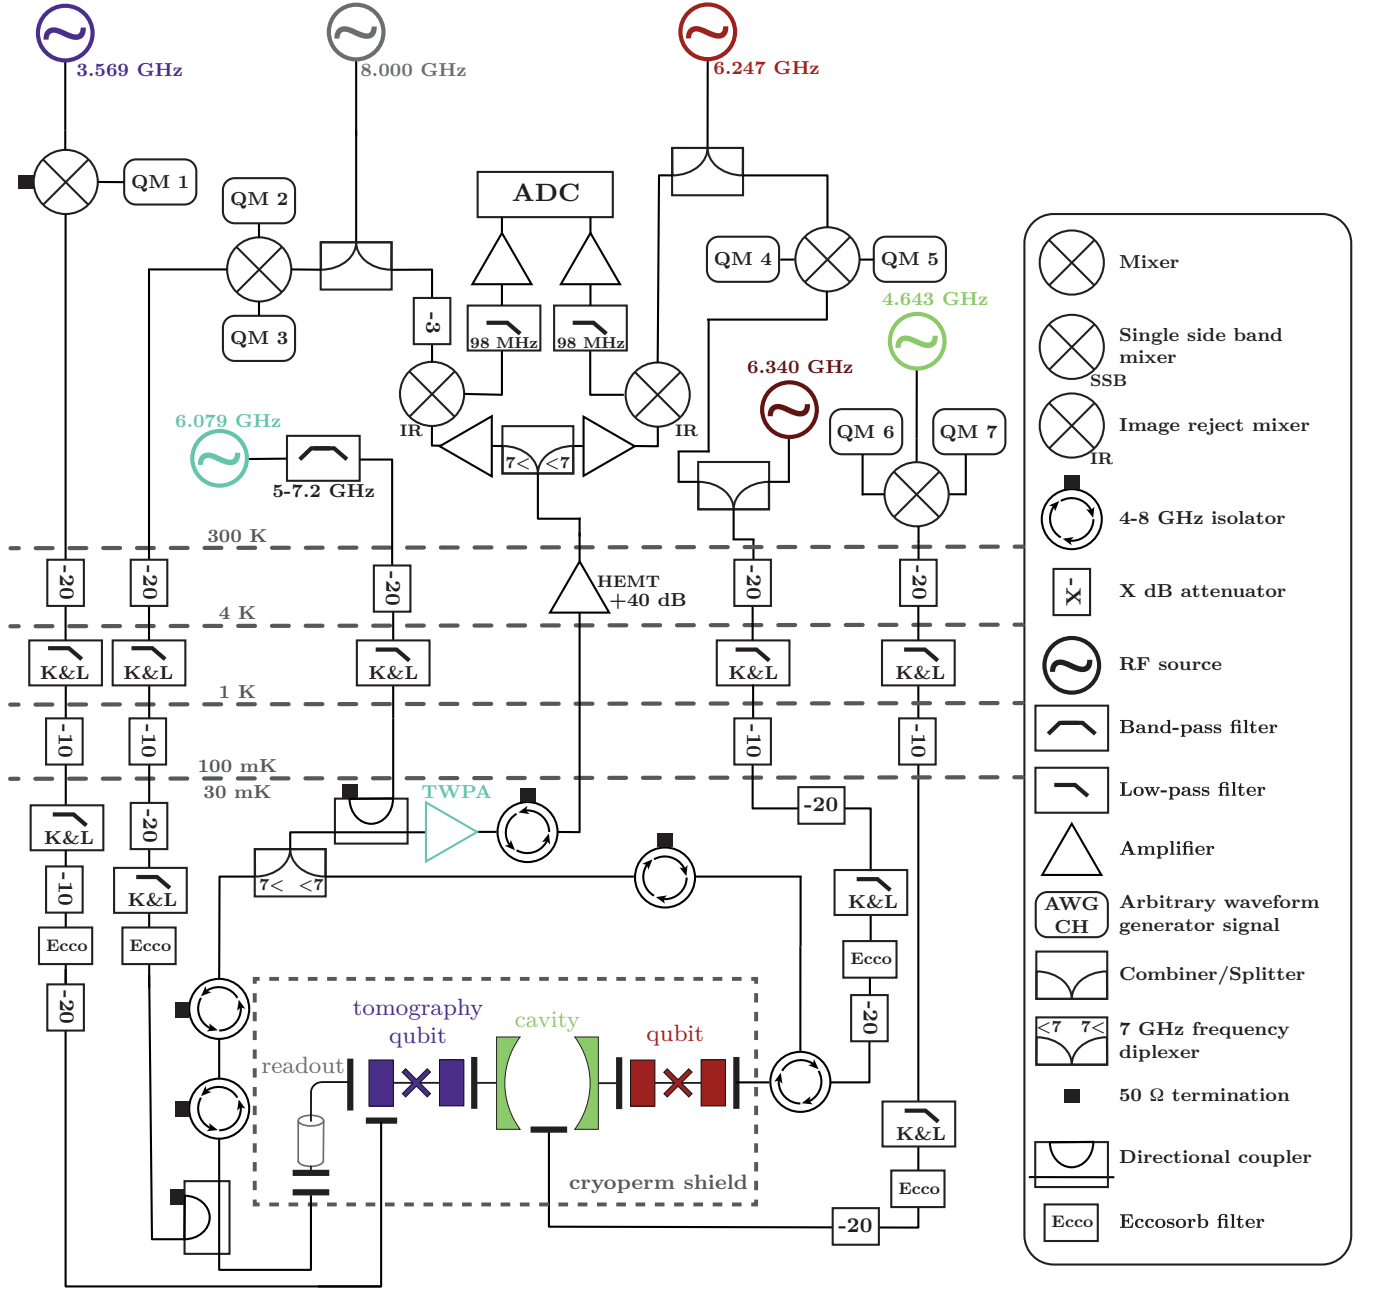 3.569 GHz
8.000 GHz
6.247 GHz
QM 1
QM 2
ADC
QM 4
QM 5
4.643 GHz
-3
98 MHz
98 MHz
QM 3
6.340 GHz
IR
IR
6.079 GHz
QM 6
QM 7
7< <7
5-7.2 GHz
300 K
-20
-20
-20
HEMT
+40 dB
-20
-20
4 K
K&L
K&L
K&L
K&L
K&L
1 K
-10
-10
-10
-10
100 mK
30 mK
TWPA
-20
K&L
-20
7< <7
-10
K&L
K&L
Ecco
Ecco
Ecco
-20
-20
tomography
qubit
cavity
qubit
readout
K&L
cryoperm shield
Ecco
-20
Mixer
Single side band
mixer
SSB
Image reject mixer
IR
4-8 GHz isolator
-X
X dB attenuator
RF source
Band-pass filter
Low-pass filter
Amplifier
AWG
CH
Arbitrary waveform
generator signal
Combiner/Splitter
<7 7<
7 GHz frequency
diplexer
50 Ω termination
Directional coupler
Ecco
Eccosorb filter